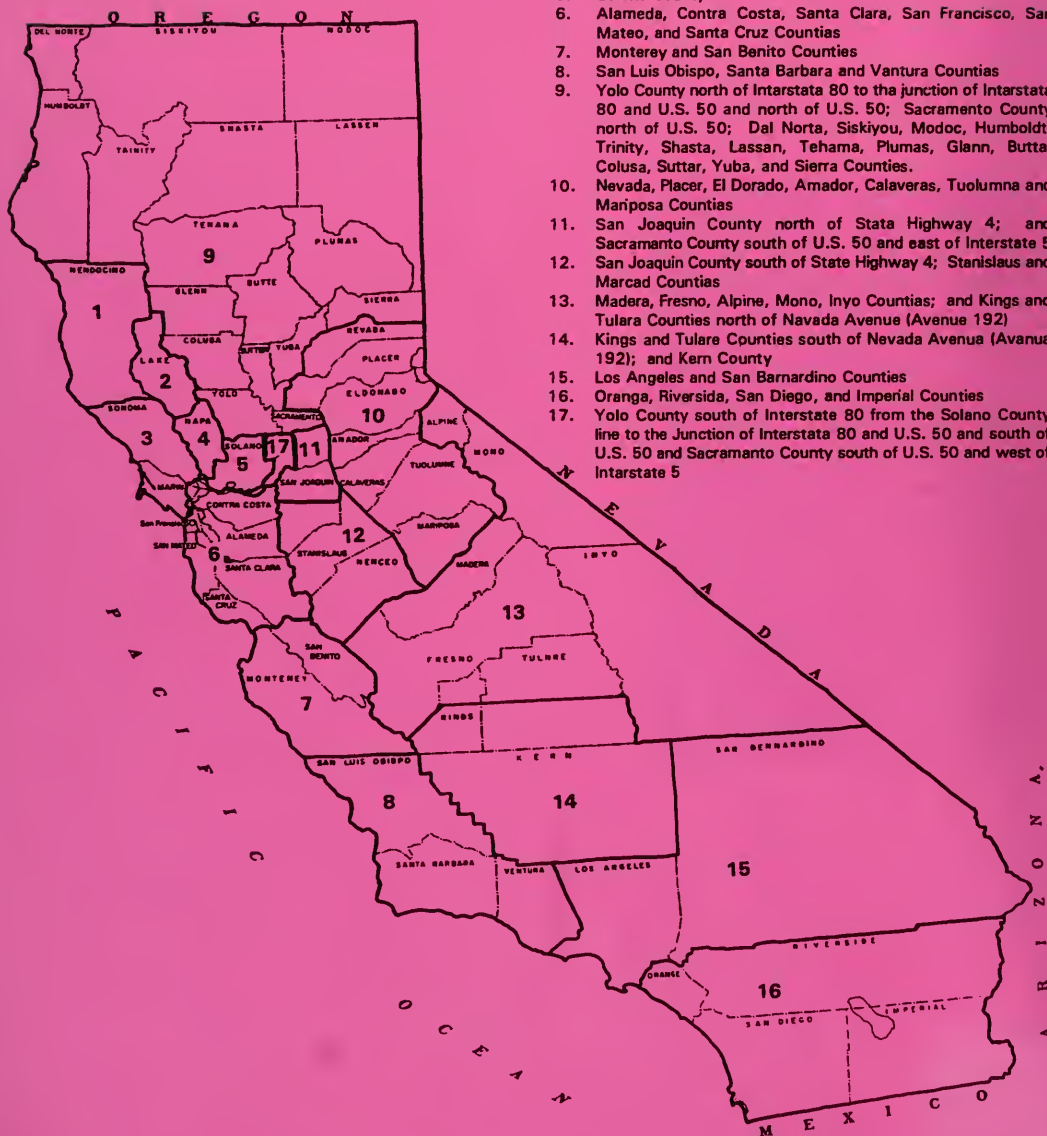 6. Alameda, Contra Costa, Santa Clara, San Francisco, San
Mateo, and Santa Cruz Countias
7. Monterey and San Benito Counties
8. San Luis Obispo, Santa Barbara and Vantura Countias
9. Yolo County north of Interstata 80 to tha junction of Intarstata
80 and U.S. 50 and north of U.S. 50; Sacramento County
north of U.S. 50; Dal Norta, Siskiyou, Modoc, Humboldt
Trinity, Shasta, Lassan, Tehama, Plumas, Glann, Butta
Colusa, Suttar, Yuba, and Sierra Counties.
10. Nevada, Placer, El Dorado, Amador, Calaveras, Tuolumna and
Mariposa Countias
11. San Joaquin County north of Stata Highway 4; and
Sacramanto County south of U.S. 50 and east of Interstate 5
12. San Joaquin County south of State Highway 4; Stanislaus and
Marcad Countias
13. Madera, Fresno, Alpine, Mono, Inyo Countias; and Kings and
Tulara Counties north of Navada Avenue (Avenue 192)
14. Kings and Tulare Counties south of Nevada Avenua (Avanua
192); and Kern County
15. Los Angeles and San Barnardino Counties
16. Oranga, Riversida, San Diego, and Imperial Counties
17. Yolo County south of Interstate 80 from the Solano County
line to the Junction of Interstata 80 and U.S. 50 and south of
U.S. 50 and Sacramanto County south of U.S. 50 and west of
Intarstate 5
OREGON
DEL NORTE
SISKIYOU
MODOC
HUMBOLDT
TAINITY
SHASTA
LASSEN
TEHANA
9
PLUNAS
MENDOCINO
1
GLENN
BUTTE
SIERRA
COLUSA
SUTTER
YUBA
NEVADA
LAKE
2
PLACER
YOLO
ELDONADO
10
SONOMA
3
NAPA
4
SACRAMENTO
SOLANO
5
17
11
AMADOR
ALPINE
MONO
MARIN
SAN JOAQUIN
CALAVERAS
TUOLUMNE
CONTRA COSTA
San Francisco
ALAMEDA
SAN MATEO
6
SANTA CLARA
SANTA
CRUZ
12
STANISLAUS
MARIPOSA
MENCED
MADERA
INYO
NEVADA
13
SAN
BENITO
MONTEREY
7
FRESNO
TULNRE
KINDS
SAN LUIS OBISPO
8
KERN
14
SAN BERNARDINO
SANTA BARBARA
VENTURA
LOS ANGELES
15
RIVERSIDE
ORANGE
16
SAN DIEGO
IMPERIAL
PACIFIC
OCEAN
MEXICO
ARIZONA.